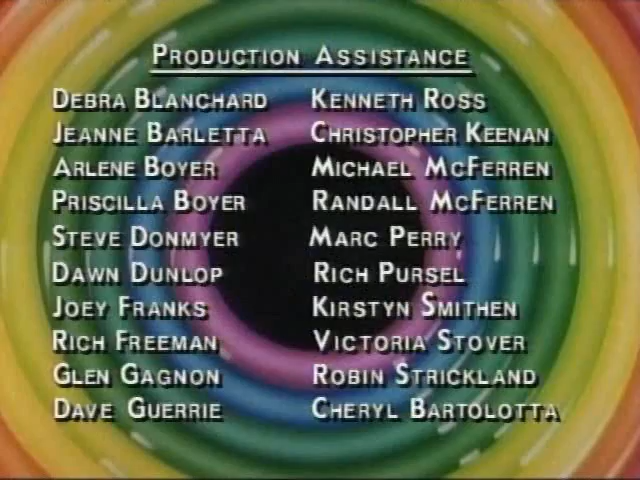 PRODUCTION ASSISTANCE
DEBRA BLANCHARD
JEANNE BARLETTA
ARLENE BOYER
PRISCILLA BOYER
STEVE DONMYER
DAWN DUNLOP
JOEY FRANKS
RICH FREEMAN
GLEN GAGNON
DAVE GUERRIE
KENNETH ROSS
CHRISTOPHER KEENAN
MICHAEL MCFERREN
RANDALL MCFERREN
MARC PERRY
RICH PURSEL
KIRSTYN SMITHEN
VICTORIA STOVER
ROBIN STRICKLAND
CHERYL BARTOLOTTA